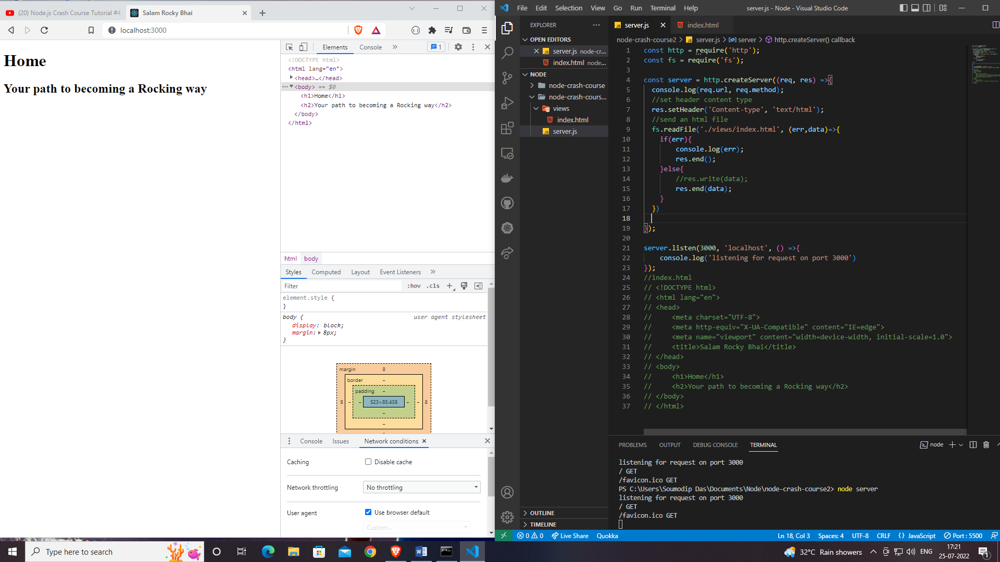 (20) Node.js Crash Course Tutorial #4
Salam Rocky Bhai
localhost:3000
Home
Your path to becoming a Rocking way
Elements
Console
1
<!DOCTYPE html>
<html lang="en">
<head>…</head>
<body> == $0
<h1>Home</h1>
<h2>Your path to becoming a Rocking way</h2>
</body>
</html>
html
body
Styles
Computed
Layout
Event Listeners
Filter
:hov
.cls
element.style {
}
body {
user agent stylesheet
display: block;
margin: 8px;
}
margin
8
border
–
padding
–
8
–
–
523×85.438
–
–
8
–
–
Console
Issues
Network conditions
Caching
Disable cache
Network throttling
No throttling
User agent
Use browser default
Custom...
File
Edit
Selection
View
Go
Run
Terminal
Help
server.js - Node - Visual Studio Code
EXPLORER
OPEN EDITORS
server.js node-cr...
index.html node...
NODE
node-crash-course
node-crash-cours...
views
index.html
server.js
OUTLINE
TIMELINE
server.js
index.html
node-crash-course2 > server.js > server > http.createServer() callback
1 const http = require('http');
2 const fs = require('fs');
3
4 const server = http.createServer((req, res) =>{
5 console.log(req.url, req.method);
6 //set header content type
7 res.setHeader('Content-type', 'text/html');
8 //send an html file
9 fs.readFile('./views/index.html', (err,data)=>{
10 if(err){
11 console.log(err);
12 res.end();
13 }else{
14 //res.write(data);
15 res.end(data);
16 }
17 })
18
19 });
20
21 server.listen(3000, 'localhost', () =>{
22 console.log('listening for request on port 3000')
23 });
24 //index.html
25 // <!DOCTYPE html>
26 // <html lang="en">
27 // <head>
28 // <meta charset="UTF-8">
29 // <meta http-equiv="X-UA-Compatible" content="IE=edge">
30 // <meta name="viewport" content="width=device-width, initial-scale=1.0">
31 // <title>Salam Rocky Bhai</title>
32 // </head>
33 // <body>
34 // <h1>Home</h1>
35 // <h2>Your path to becoming a Rocking way</h2>
36 // </body>
37 // </html>
PROBLEMS
OUTPUT
DEBUG CONSOLE
TERMINAL
node
listening for request on port 3000
/ GET
/favicon.ico GET
PS C:\Users\Soumodip Das\Documents\Node\node-crash-course2> node server
listening for request on port 3000
/ GET
/favicon.ico GET
0
0
Live Share
Quokka
Ln 18, Col 3
Spaces: 4
UTF-8
CRLF
{ } JavaScript
Port : 5500
Type here to search
32°C Rain showers
ENG
17:21
25-07-2022
1